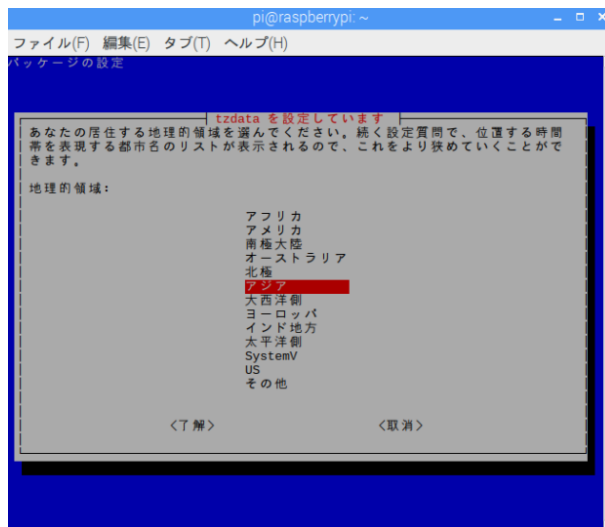 pi@raspberrypi: ~
ファイル(F) 編集(E) タブ(T) ヘルプ(H)
パッケージの設定
tzdata を設定しています
あなたの居住する地理的領域を選んでください。続く設定質問で、位置する時間
帯を表現する都市名のリストが表示されるので、これをより狭めていくことがで
きます。
地理的領域:
アフリカ
アメリカ
南極大陸
オーストラリア
北極
アジア
大西洋側
ヨーロッパ
インド地方
太平洋側
SystemV
US
その他
<了解> <取消>